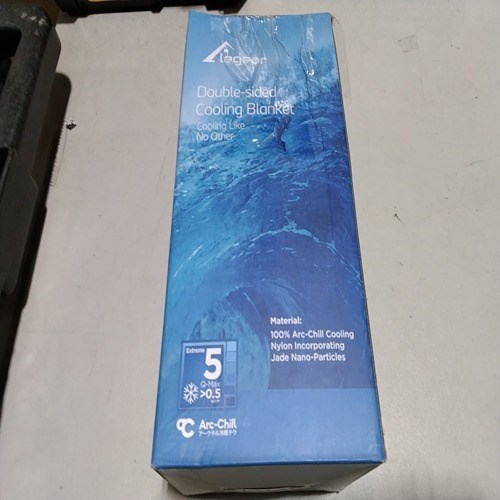 Elegear
Double-sided
Cooling Blanket
Cooling Like
No Other
Material:
100% Arc-Chill Cooling
Nylon Incorporating
Jade Nano-Particles
Extreme
5
Q-Max
>0.5
Arc-Chill